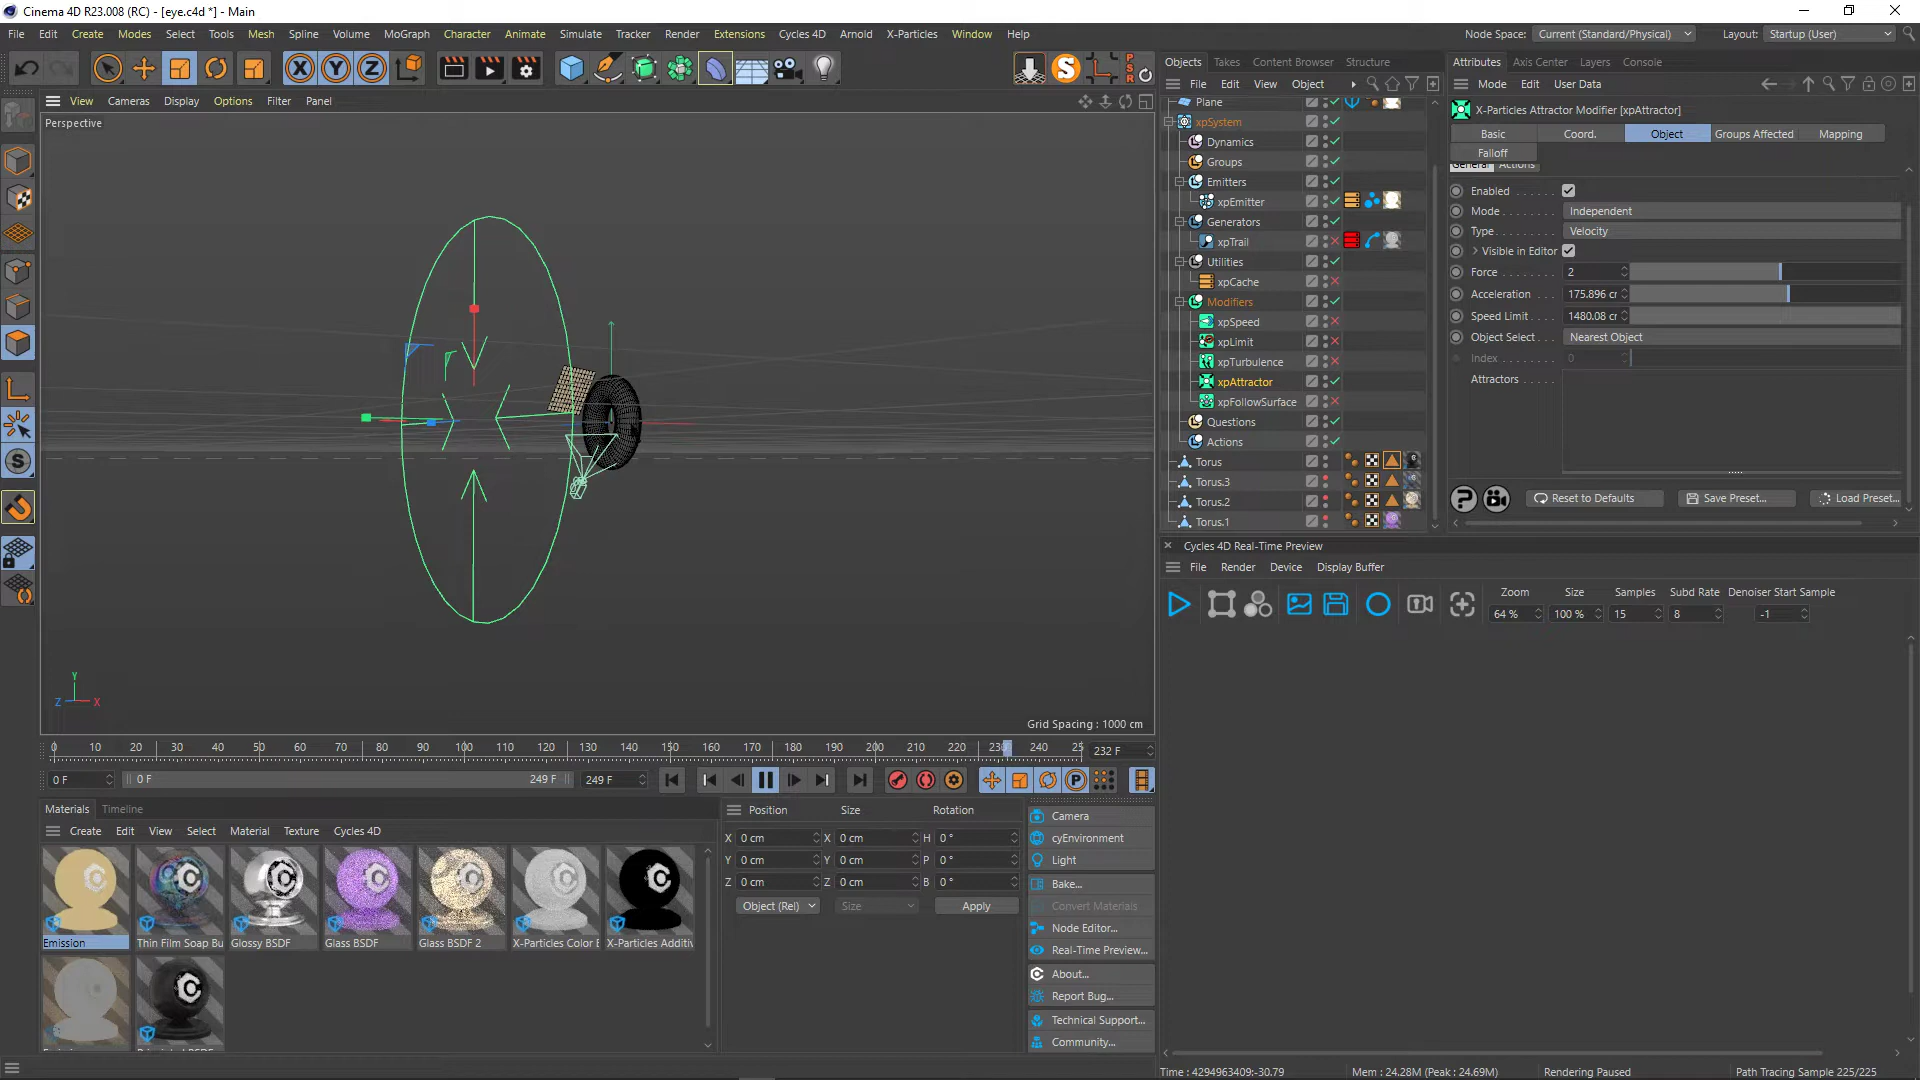 Cinema 4D R23.008 (RC) - [eye.c4d *] - Main
File Edit Create Modes Select Tools Mesh Spline Volume MoGraph Character Animate Simulate Tracker Render Extensions Cycles 4D Arnold X-Particles Window Help
Node Space: Current (Standard/Physical) Layout: Startup (User)
X Y Z
PSR
View Cameras Display Options Filter Panel
Perspective
Y
Z X
Grid Spacing : 1000 cm
Objects Takes Content Browser Structure
File Edit View Object
Plane
xpSystem
Dynamics
Groups
Emitters
xpEmitter
Generators
xpTrail
Utilities
xpCache
Modifiers
xpSpeed
xpLimit
xpTurbulence
xpAttractor
xpFollowSurface
Questions
Actions
Torus
Torus.3
Torus.2
Torus.1
Attributes Axis Center Layers Console
Mode Edit User Data
X-Particles Attractor Modifier [xpAttractor]
Basic Coord. Object Groups Affected Mapping
Falloff
General Actions
Enabled
Mode Independent
Type Velocity
Visible in Editor
Force 2
Acceleration 175.896 cr
Speed Limit 1480.08 cr
Object Select Nearest Object
Index 0
Attractors
Reset to Defaults Save Preset... Load Preset...
Cycles 4D Real-Time Preview
File Render Device Display Buffer
Zoom Size Samples Subd Rate Denoiser Start Sample
64 % 100 % 15 8 -1
0 10 20 30 40 50 60 70 80 90 100 110 120 130 140 150 160 170 180 190 200 210 220 230 240 25 232 F
0 F 0 F 249 F 249 F
Materials Timeline
Create Edit View Select Material Texture Cycles 4D
Emission Thin Film Soap Bu Glossy BSDF Glass BSDF Glass BSDF 2 X-Particles Color E X-Particles Additiv
Position Size Rotation
X 0 cm X 0 cm H 0 °
Y 0 cm Y 0 cm P 0 °
Z 0 cm Z 0 cm B 0 °
Object (Rel) Size Apply
Camera
cyEnvironment
Light
Bake...
Convert Materials
Node Editor...
Real-Time Preview...
About...
Report Bug...
Technical Support...
Community...
Time : 4294963409:-30.79 Mem : 24.28M (Peak : 24.69M) Rendering Paused Path Tracing Sample 225/225